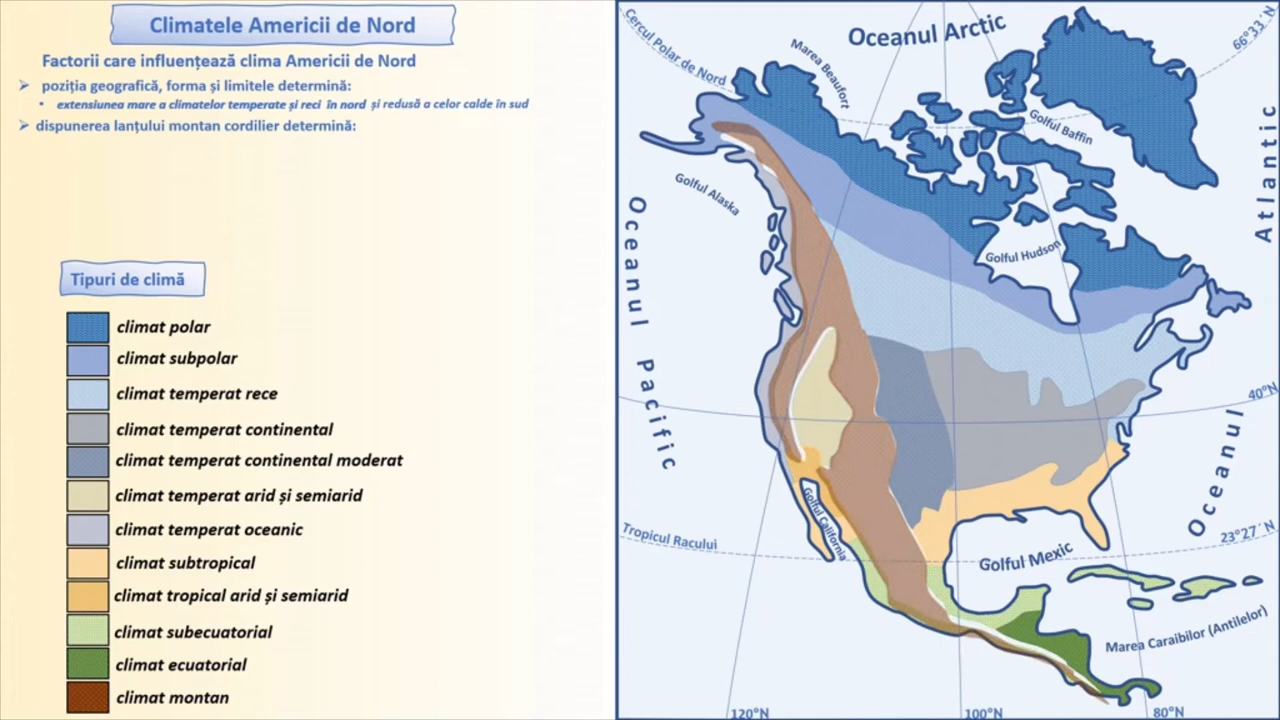 Climatele Americii de Nord
Factorii care influențează clima Americii de Nord
poziția geografică, forma și limitele determină:
extensiunea mare a climatelor temperate și reci în nord și redusă a celor calde în sud
dispunerea lanțului montan cordilier determină:
Tipuri de climă
climat polar
climat subpolar
climat temperat rece
climat temperat continental
climat temperat continental moderat
climat temperat arid și semiarid
climat temperat oceanic
climat subtropical
climat tropical arid și semiarid
climat subecuatorial
climat ecuatorial
climat montan
Cercul Polar de Nord
Oceanul Arctic
66°33´N
Marea Beaufort
Golful Baffin
Golful Alaska
Golful Hudson
Oceanul Pacific
Oceanul Atlantic
40°N
Golful California
Tropicul Racului
23°27´N
Golful Mexic
Marea Caraibilor (Antilelor)
120°N
100°N
80°N